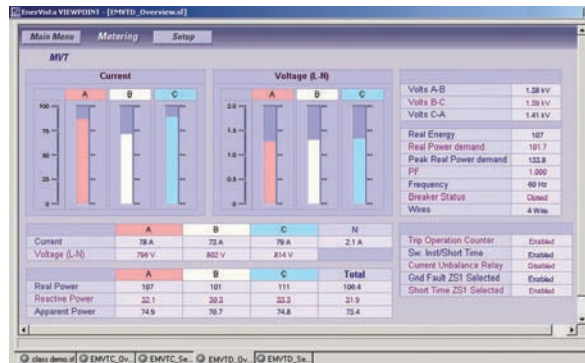 EnerVista VIEWPOINT - [EMVTD_Overview.sf]
Main Menu Metering Setup
MVT
Current
A B C
100
75
50
25
0
Voltage (L-N)
A B C
2.0
1.5
1.0
0.5
0
Volts A-B 1.38 kV
Volts B-C 1.39 kV
Volts C-A 1.41 kV
Real Energy 107
Real Power demand 101.7
Peak Real Power demand 133.8
PF 1.000
Frequency 60 Hz
Breaker Status Closed
Wires 4 Wire
A B C N
Current 78 A 73 A 79 A 2.1 A
Voltage (L-N) 798 V 802 V 814 V
A B C Total
Real Power 107 101 111 106.4
Reactive Power 32.1 30.3 33.3 31.9
Apparent Power 74.9 70.7 74.8 73.4
Trip Operation Counter Enabled
Sw. Inst/Short Time Enabled
Current Unbalance Relay Disabled
Gnd Fault ZS1 Selected Enabled
Short Time ZS1 Selected Enabled
class demo.sf EMVTC_Ov... EMVTC_Se... EMVTD_Ov... EMVTD_Se...